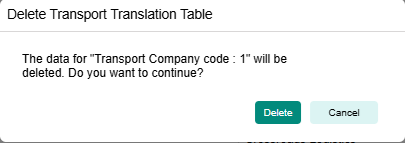 Delete Transport Translation Table
The data for "Transport Company code : 1" will be
deleted. Do you want to continue?
Delete
Cancel